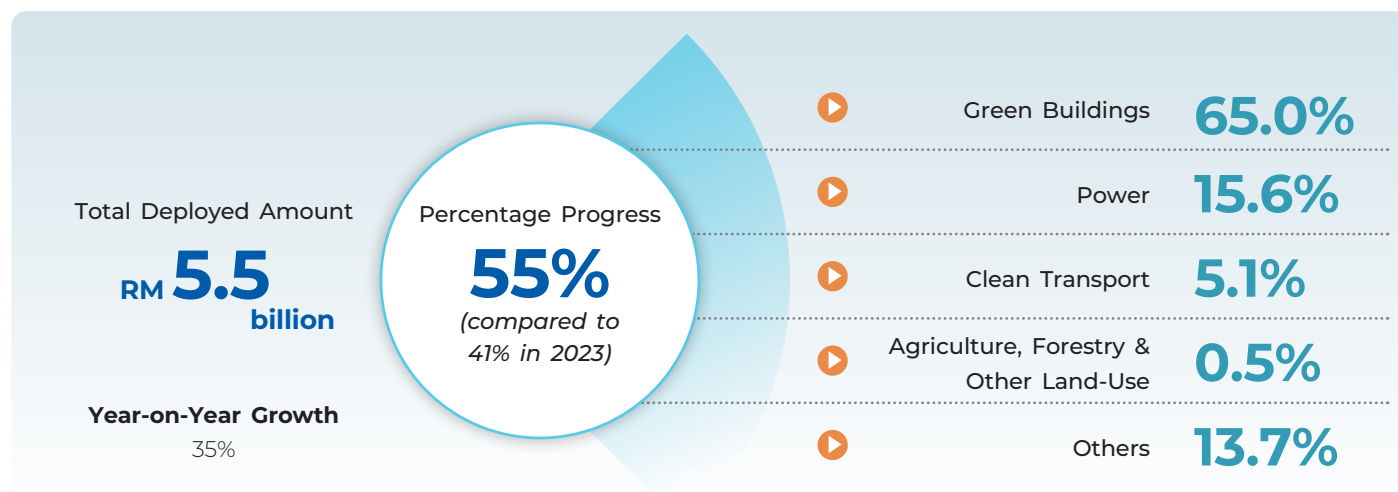 Total Deployed Amount
RM 5.5
billion
Year-on-Year Growth
35%
Percentage Progress
55%
(compared to
41% in 2023)
Green Buildings 65.0%
Power 15.6%
Clean Transport 5.1%
Agriculture, Forestry &
Other Land-Use 0.5%
Others 13.7%